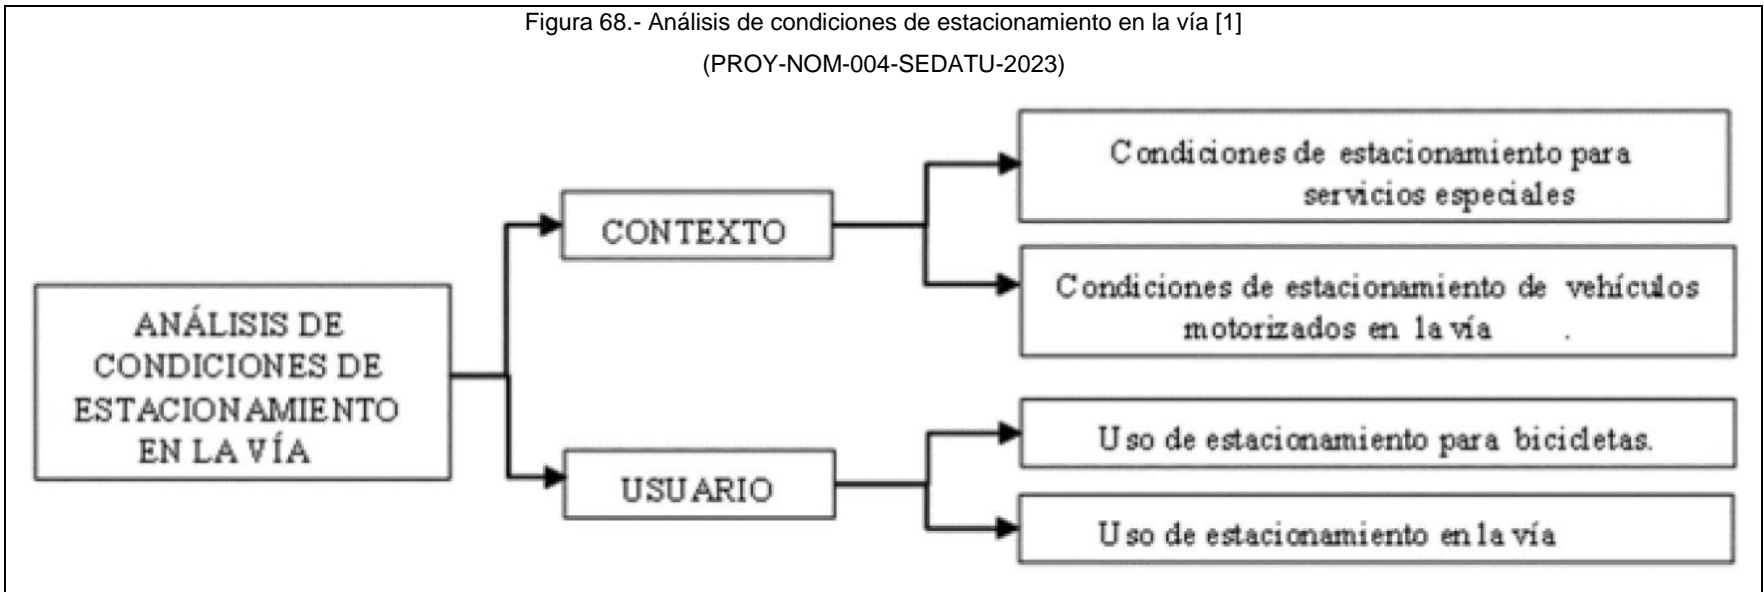 Figura 68.- Análisis de condiciones de estacionamiento en la vía [1]
(PROY-NOM-004-SEDATU-2023)
ANÁLISIS DE
CONDICIONES DE
ESTACIONAMIENTO
EN LA VÍA
CONTEXTO
Condiciones de estacionamiento para
servicios especiales
Condiciones de estacionamiento de vehículos
motorizados en la vía .
USUARIO
Uso de estacionamiento para bicicletas.
Uso de estacionamiento en la vía